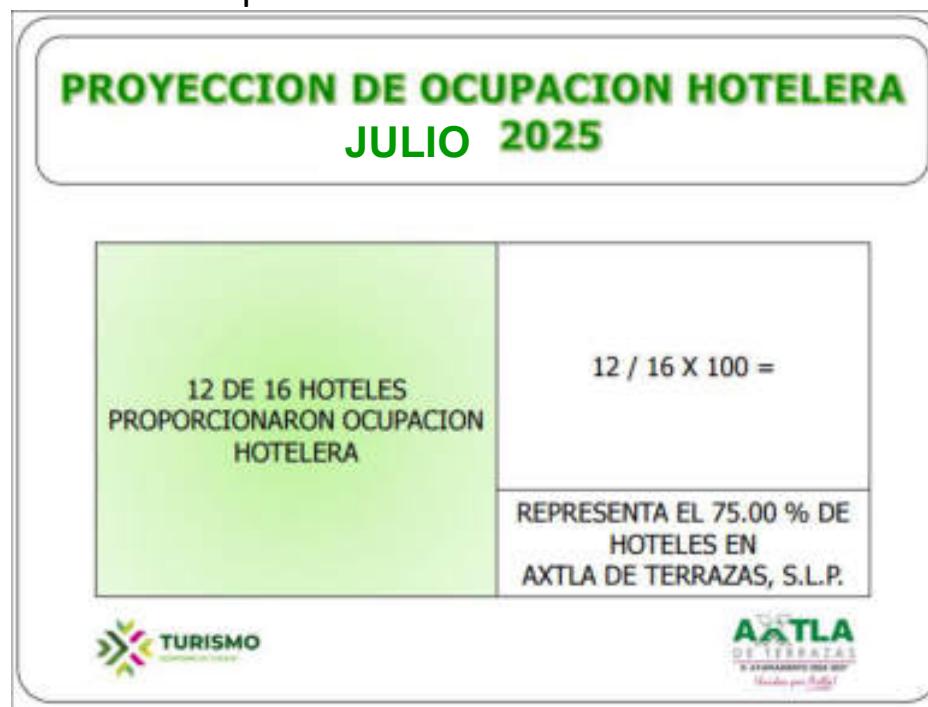 PROYECCION DE OCUPACION HOTELERA
JULIO 2025
12 DE 16 HOTELES
PROPORCIONARON OCUPACION
HOTELERA
12 / 16 X 100 =
REPRESENTA EL 75.00 % DE
HOTELES EN
AXTLA DE TERRAZAS, S.L.P.
TURISMO
AXTLA
DE TERRAZAS